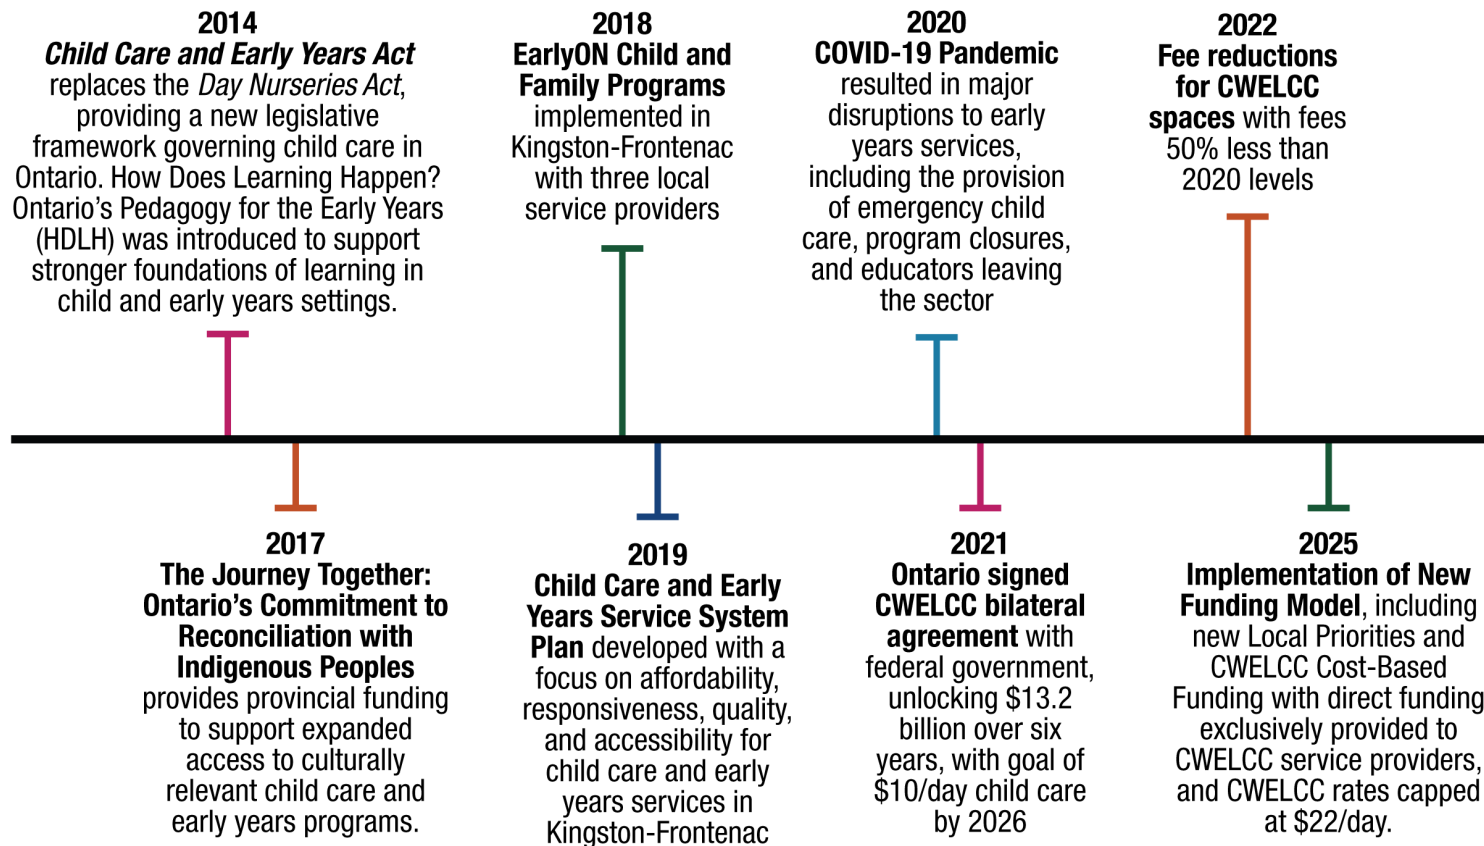 2014
Child Care and Early Years Act
replaces the Day Nurseries Act,
providing a new legislative
framework governing child care in
Ontario. How Does Learning Happen?
Ontario’s Pedagogy for the Early Years
(HDLH) was introduced to support
stronger foundations of learning in
child and early years settings.
2017
The Journey Together:
Ontario’s Commitment to
Reconciliation with
Indigenous Peoples
provides provincial funding
to support expanded
access to culturally
relevant child care and
early years programs.
2018
EarlyON Child and
Family Programs
implemented in
Kingston-Frontenac
with three local
service providers
2019
Child Care and Early
Years Service System
Plan developed with a
focus on affordability,
responsiveness, quality,
and accessibility for
child care and early
years services in
Kingston-Frontenac
2020
COVID-19 Pandemic
resulted in major
disruptions to early
years services,
including the provision
of emergency child
care, program closures,
and educators leaving
the sector
2021
Ontario signed
CWELCC bilateral
agreement with
federal government,
unlocking $13.2
billion over six
years, with goal of
$10/day child care
by 2026
2022
Fee reductions
for CWELCC
spaces with fees
50% less than
2020 levels
2025
Implementation of New
Funding Model, including
new Local Priorities and
CWELCC Cost-Based
Funding with direct funding
exclusively provided to
CWELCC service providers,
and CWELCC rates capped
at $22/day.